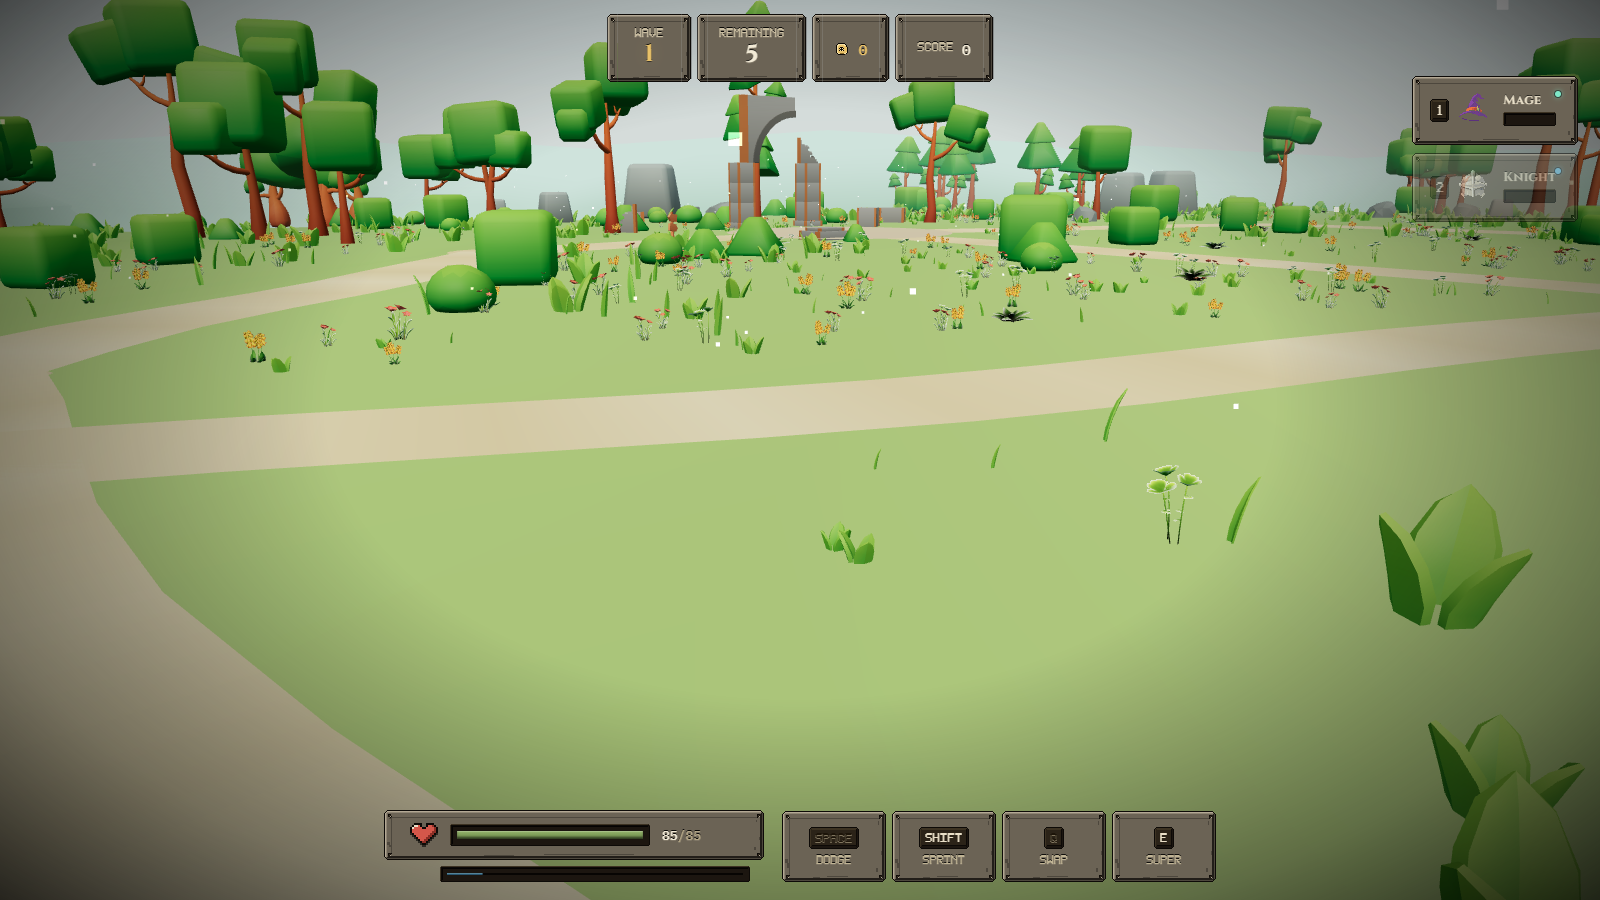 WAVE
1
REMAINING
5
0
SCORE 0
1
MAGE
2
KNIGHT
85/85
SPACE
DODGE
SHIFT
SPRINT
Q
SWAP
E
SUPER